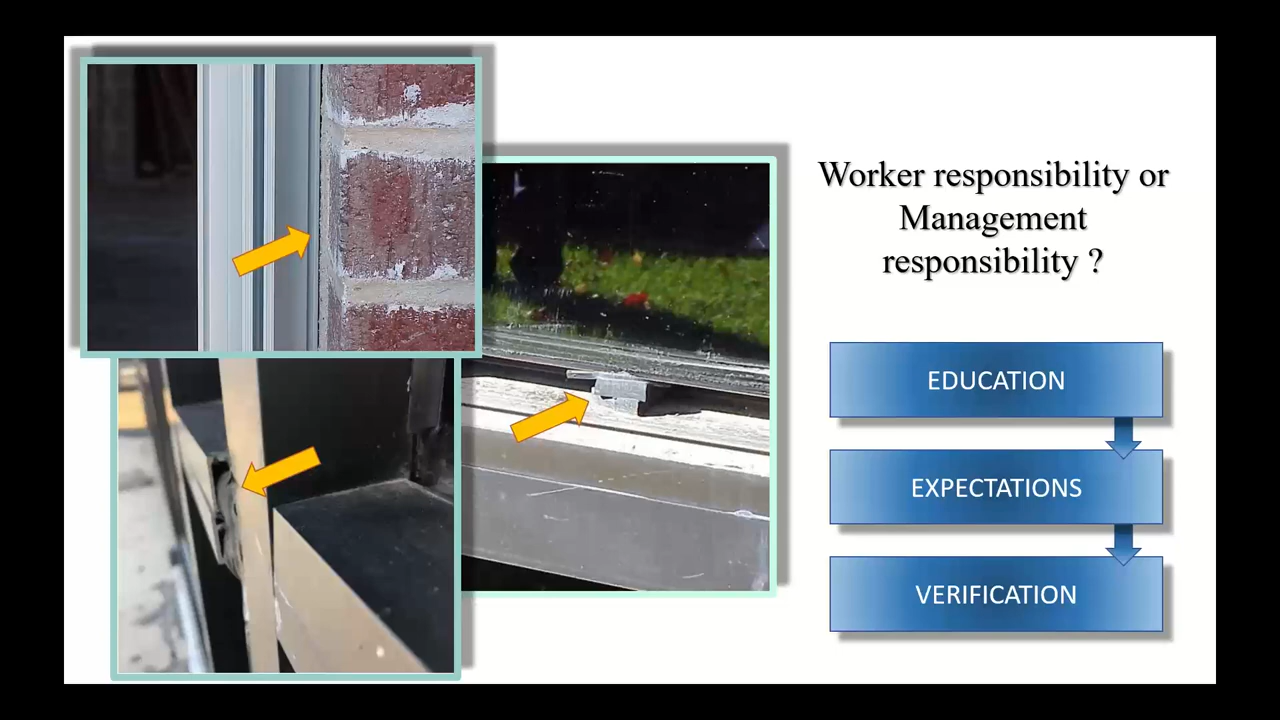 Worker responsibility or
Management
responsibility ?
EDUCATION
EXPECTATIONS
VERIFICATION